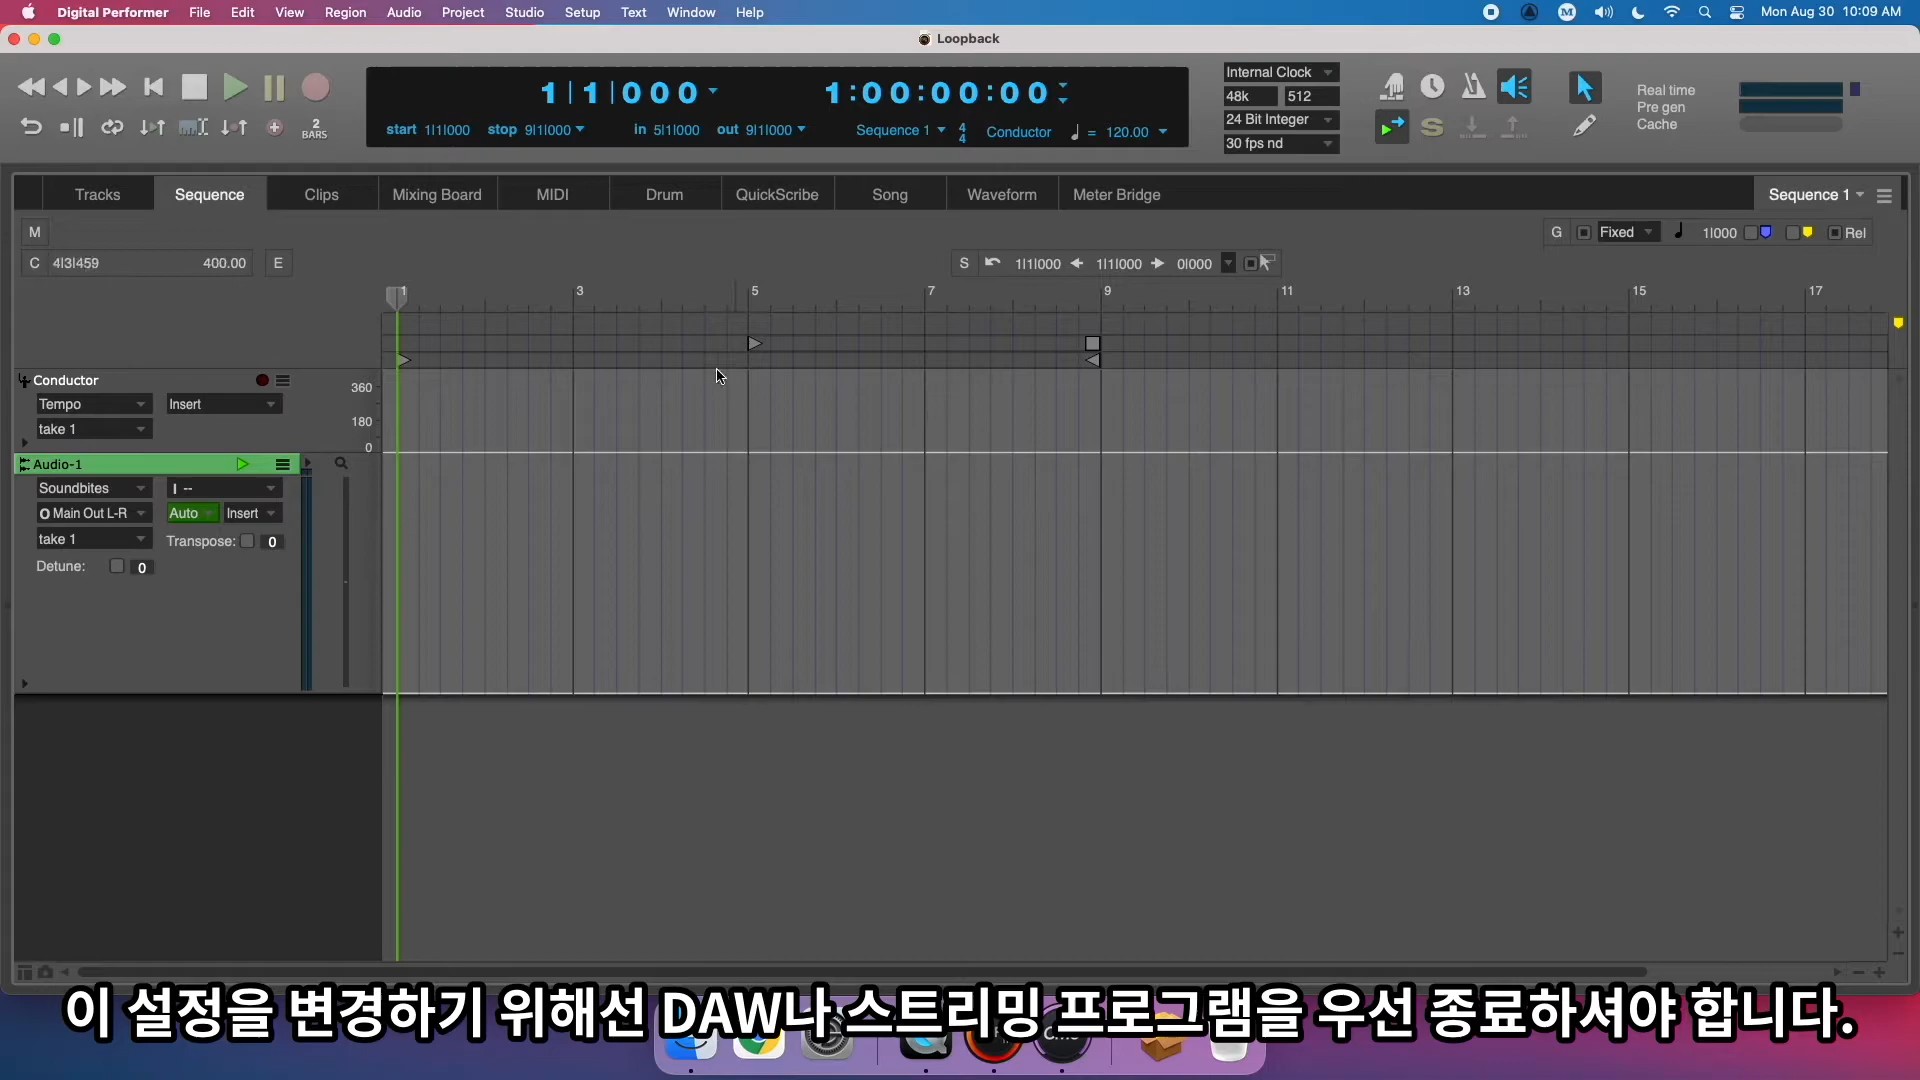 Digital Performer File Edit View Region Audio Project Studio Setup Text Window Help
M
Mon Aug 30 10:09 AM
Loopback
1|1|000
1:00:00:00
start 1|1|000 stop 9|1|000 in 5|1|000 out 9|1|000 Sequence 1 4 4 Conductor = 120.00
2 BARS
Internal Clock
48k 512
24 Bit Integer
30 fps nd
S
Real time
Pre gen
Cache
Tracks Sequence Clips Mixing Board MIDI Drum QuickScribe Song Waveform Meter Bridge Sequence 1
M
G Fixed 1|000 Rel
C 4|3|459 400.00 E
S 1|1|000 1|1|000 0|000
1 3 5 7 9 11 13 15 17
Conductor
Tempo Insert
take 1
360
180
0
Audio-1
Soundbites I --
O Main Out L-R Auto Insert
take 1 Transpose: 0
Detune: 0
이 설정을 변경하기 위해선 DAW나 스트리밍 프로그램을 우선 종료하셔야 합니다.